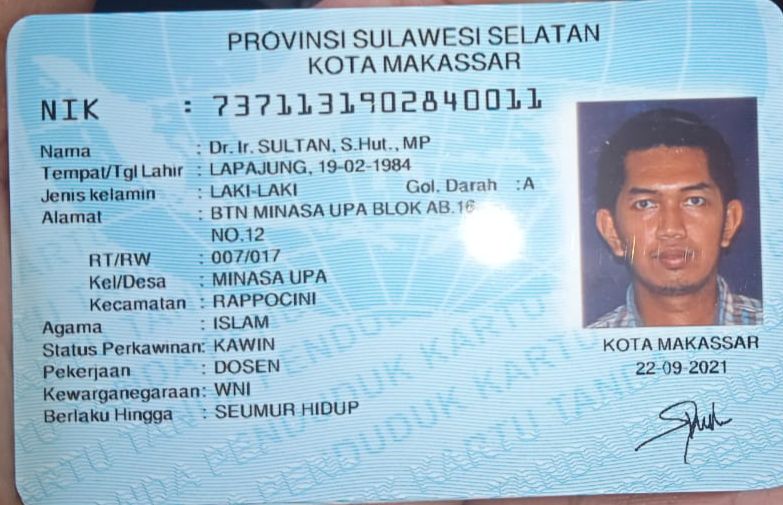 PROVINSI SULAWESI SELATAN
KOTA MAKASSAR
NIK : 7371131902840011
Nama : Dr. Ir. SULTAN, S.Hut., MP
Tempat/Tgl Lahir : LAPAJUNG, 19-02-1984
Jenis kelamin : LAKI-LAKI Gol. Darah :A
Alamat : BTN MINASA UPA BLOK AB.16
NO.12
RT/RW : 007/017
Kel/Desa : MINASA UPA
Kecamatan : RAPPOCINI
Agama : ISLAM
Status Perkawinan: KAWIN
Pekerjaan : DOSEN
Kewarganegaraan: WNI
Berlaku Hingga : SEUMUR HIDUP
KOTA MAKASSAR
22-09-2021